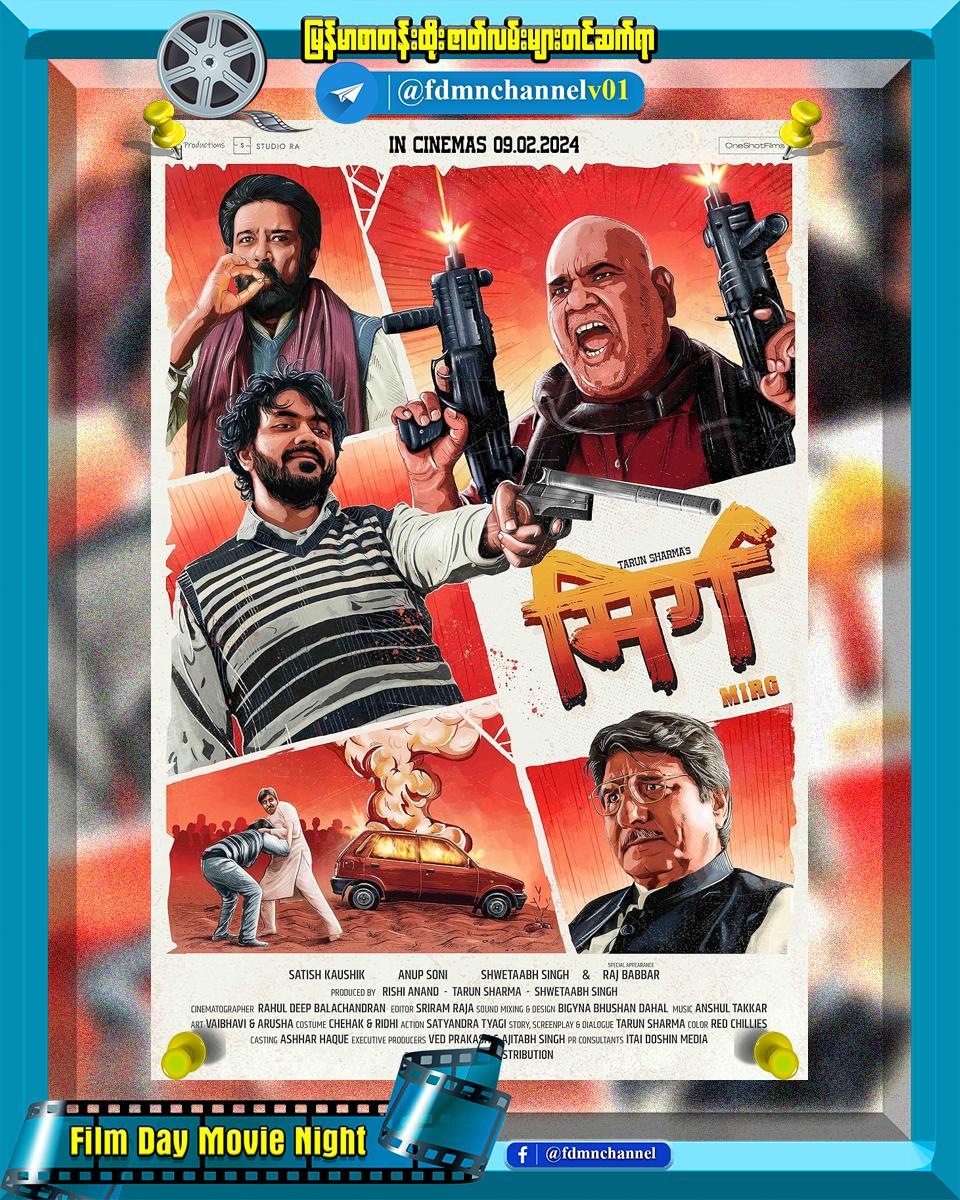 မြန်မာစာတန်းထိုးဇာတ်လမ်းများတင်ဆက်ရာ
@fdmnchannelv01
Productions S STUDIO RA IN CINEMAS 09.02.2024 OneShotFilms
TARUN SHARMA'S
मिर्ग
MIRG
SPECIAL APPEARANCE
SATISH KAUSHIK ANUP SONI SHWETAABH SINGH & RAJ BABBAR
PRODUCED BY RISHI ANAND - TARUN SHARMA - SHWETAABH SINGH
CINEMATOGRAPHER RAHUL DEEP BALACHANDRAN EDITOR SRIRAM RAJA SOUND MIXING & DESIGN BIGYNA BHUSHAN DAHAL MUSIC ANSHUL TAKKAR
ART VAIBHAVI & ARUSHA COSTUME CHEHAK & RIDHI ACTION SATYANDRA TYAGI STORY, SCREENPLAY & DIALOGUE TARUN SHARMA COLOR RED CHILLIES
CASTING ASHHAR HAQUE EXECUTIVE PRODUCERS VED PRAKASH & AJITABH SINGH PR CONSULTANTS ITAI DOSHIN MEDIA
STRIBUTION
Film Day Movie Night
f @fdmnchannel